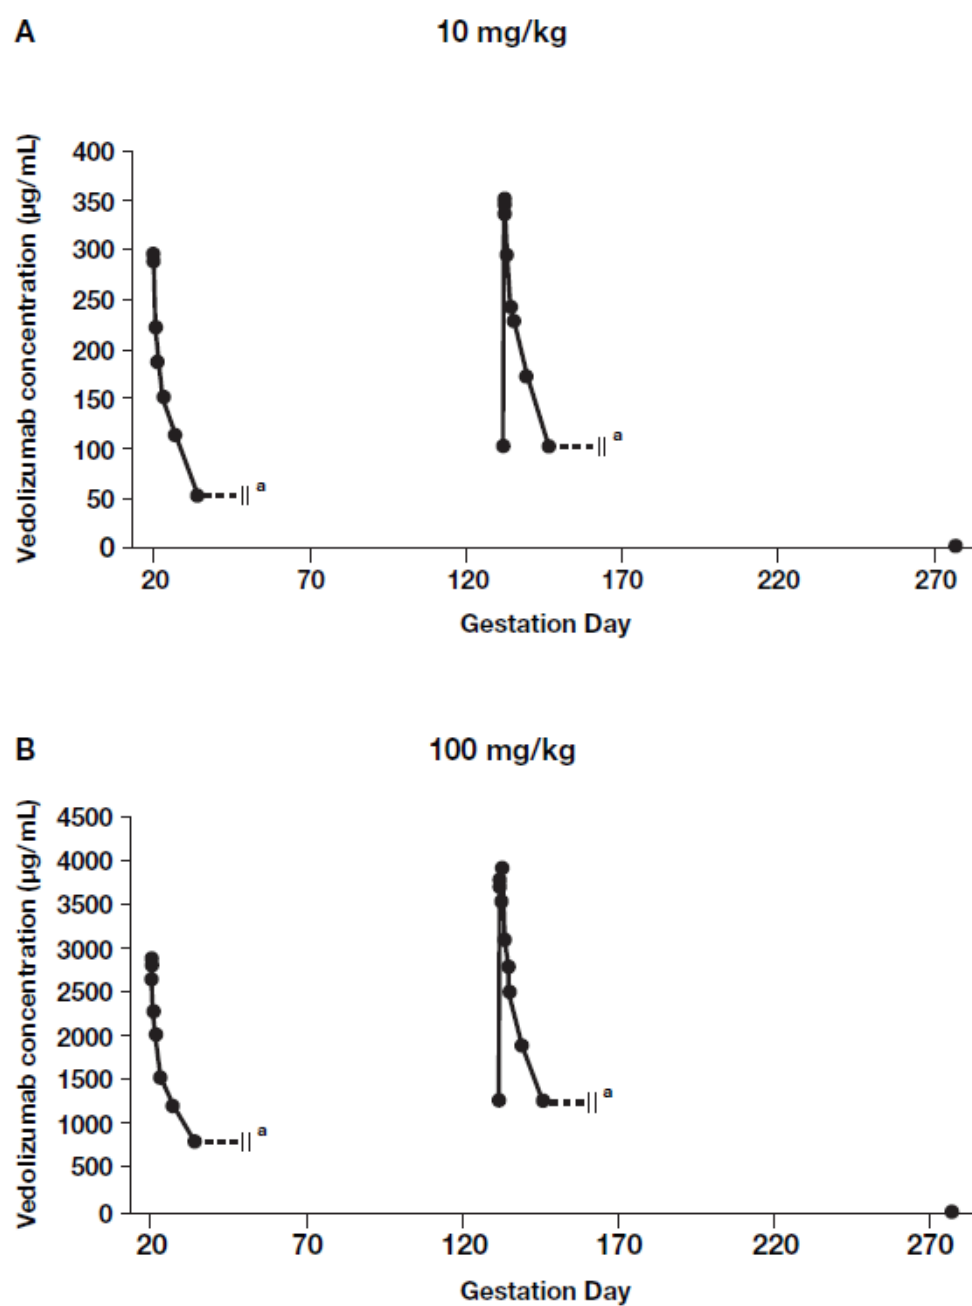 A
10 mg/kg
Vedolizumab concentration (µg/mL)
400
350
300
250
200
150
100
50
0
a
a
20 70 120 170 220 270
Gestation Day
B
100 mg/kg
Vedolizumab concentration (µg/mL)
4500
4000
3500
3000
2500
2000
1500
1000
500
0
a
a
20 70 120 170 220 270
Gestation Day